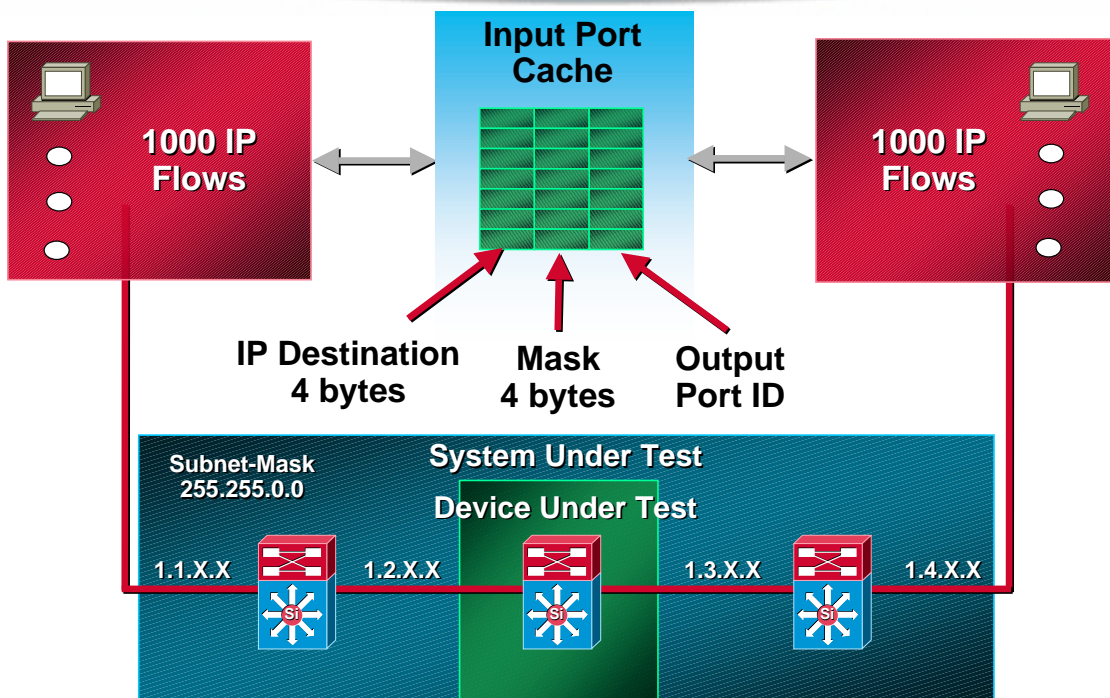 Input Port
Cache
1000 IP
Flows
1000 IP
Flows
IP Destination
4 bytes
Mask
4 bytes
Output
Port ID
System Under Test
Subnet-Mask
255.255.0.0
Device Under Test
1.1.X.X
1.2.X.X
1.3.X.X
1.4.X.X
Si
Si
Si